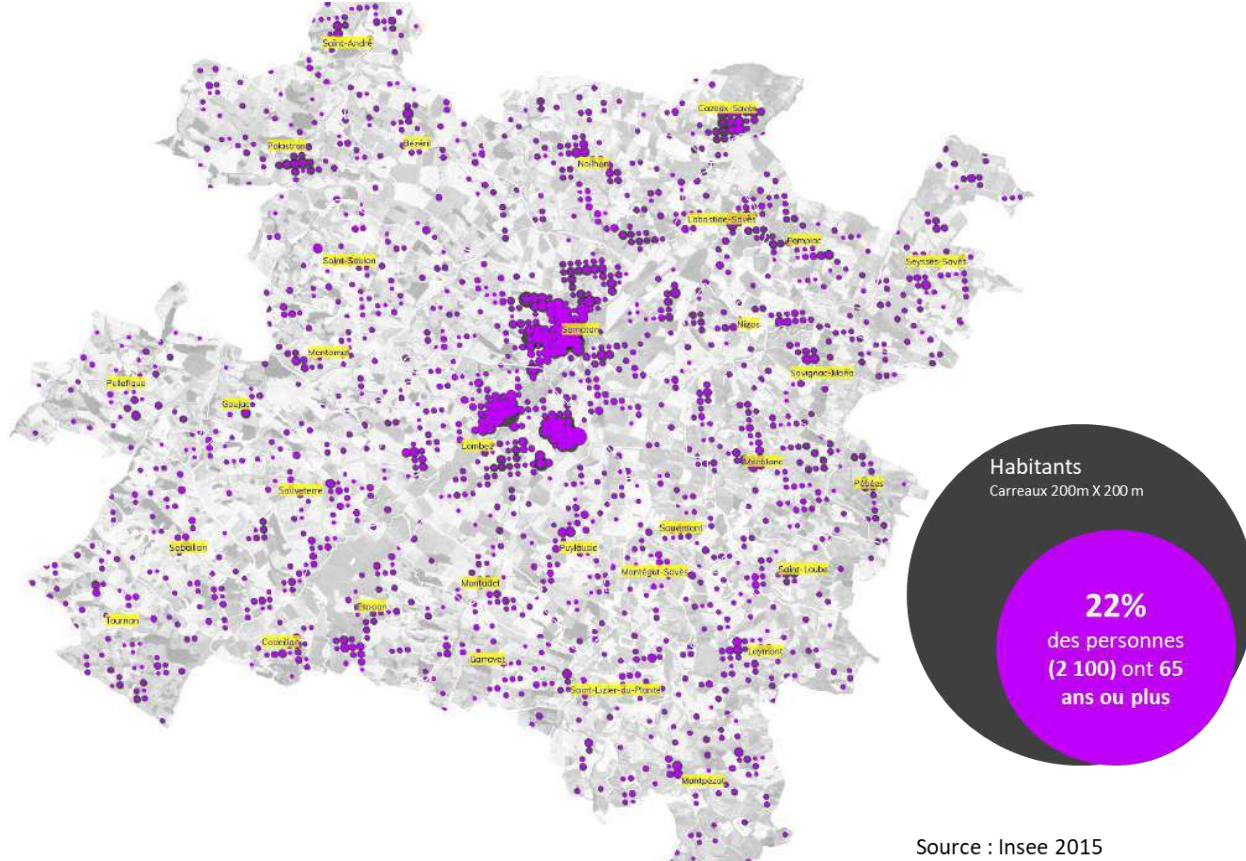 Saint-André
Cazaux-Savès
Polastron
Bézéril
Noilhan
Labastide-Savès
Pompiac
Saint-Soulan
Seysses-Savès
Samatan
Nizas
Montamat
Savignac-Mona
Pellefigue
Gaujac
Lombez
Monblanc
Pébées
Sauveterre
Sauvimont
Sabaillan
Puylausic
Montégut-Savès
Saint-Loube
Montadet
Espaon
Tournan
Cadeillan
Garravet
Laymont
Saint-Lizier-du-Planté
Montpézat
Habitants
Carreaux 200m X 200 m
22%
des personnes
(2 100) ont 65
ans ou plus
Source : Insee 2015